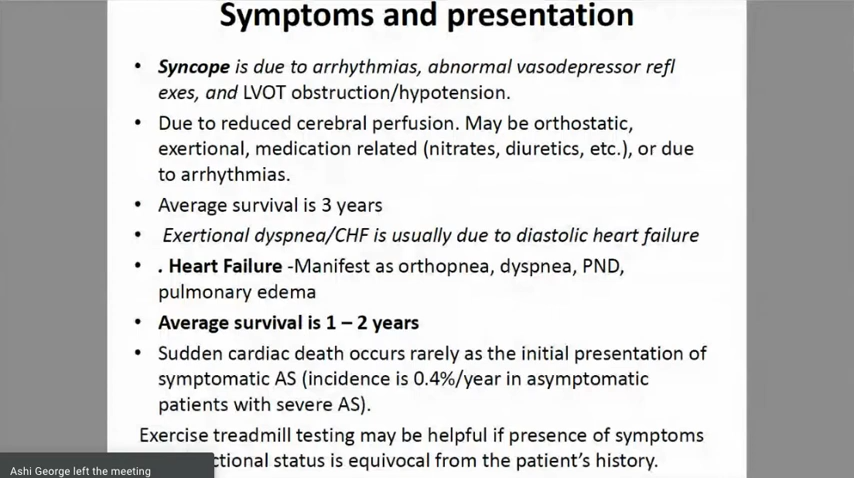 Symptoms and presentation
• Syncope is due to arrhythmias, abnormal vasodepressor refl
exes, and LVOT obstruction/hypotension.
• Due to reduced cerebral perfusion. May be orthostatic,
exertional, medication related (nitrates, diuretics, etc.), or due
to arrhythmias.
• Average survival is 3 years
• Exertional dyspnea/CHF is usually due to diastolic heart failure
• . Heart Failure -Manifest as orthopnea, dyspnea, PND,
pulmonary edema
• Average survival is 1 – 2 years
• Sudden cardiac death occurs rarely as the initial presentation of
symptomatic AS (incidence is 0.4%/year in asymptomatic
patients with severe AS).
Exercise treadmill testing may be helpful if presence of symptoms
ctional status is equivocal from the patient's history.
Ashi George left the meeting